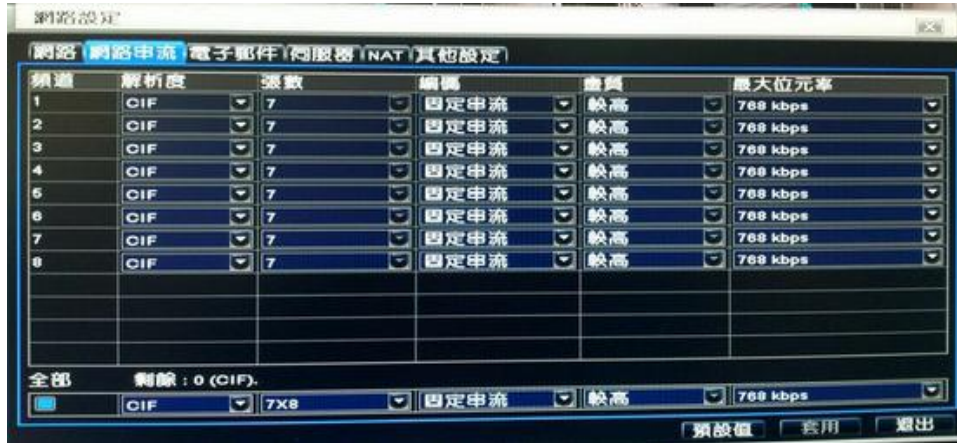 網路設定
網路 網路串流 電子郵件 伺服器 NAT 其他設定
頻道 解析度 張數 編碼 畫質 最大位元率
1 CIF 7 固定串流 較高 768 kbps
2 CIF 7 固定串流 較高 768 kbps
3 CIF 7 固定串流 較高 768 kbps
4 CIF 7 固定串流 較高 768 kbps
5 CIF 7 固定串流 較高 768 kbps
6 CIF 7 固定串流 較高 768 kbps
7 CIF 7 固定串流 較高 768 kbps
8 CIF 7 固定串流 較高 768 kbps
全部 剩餘 : 0 (CIF).
CIF 7X8 固定串流 較高 768 kbps
預設值 套用 退出